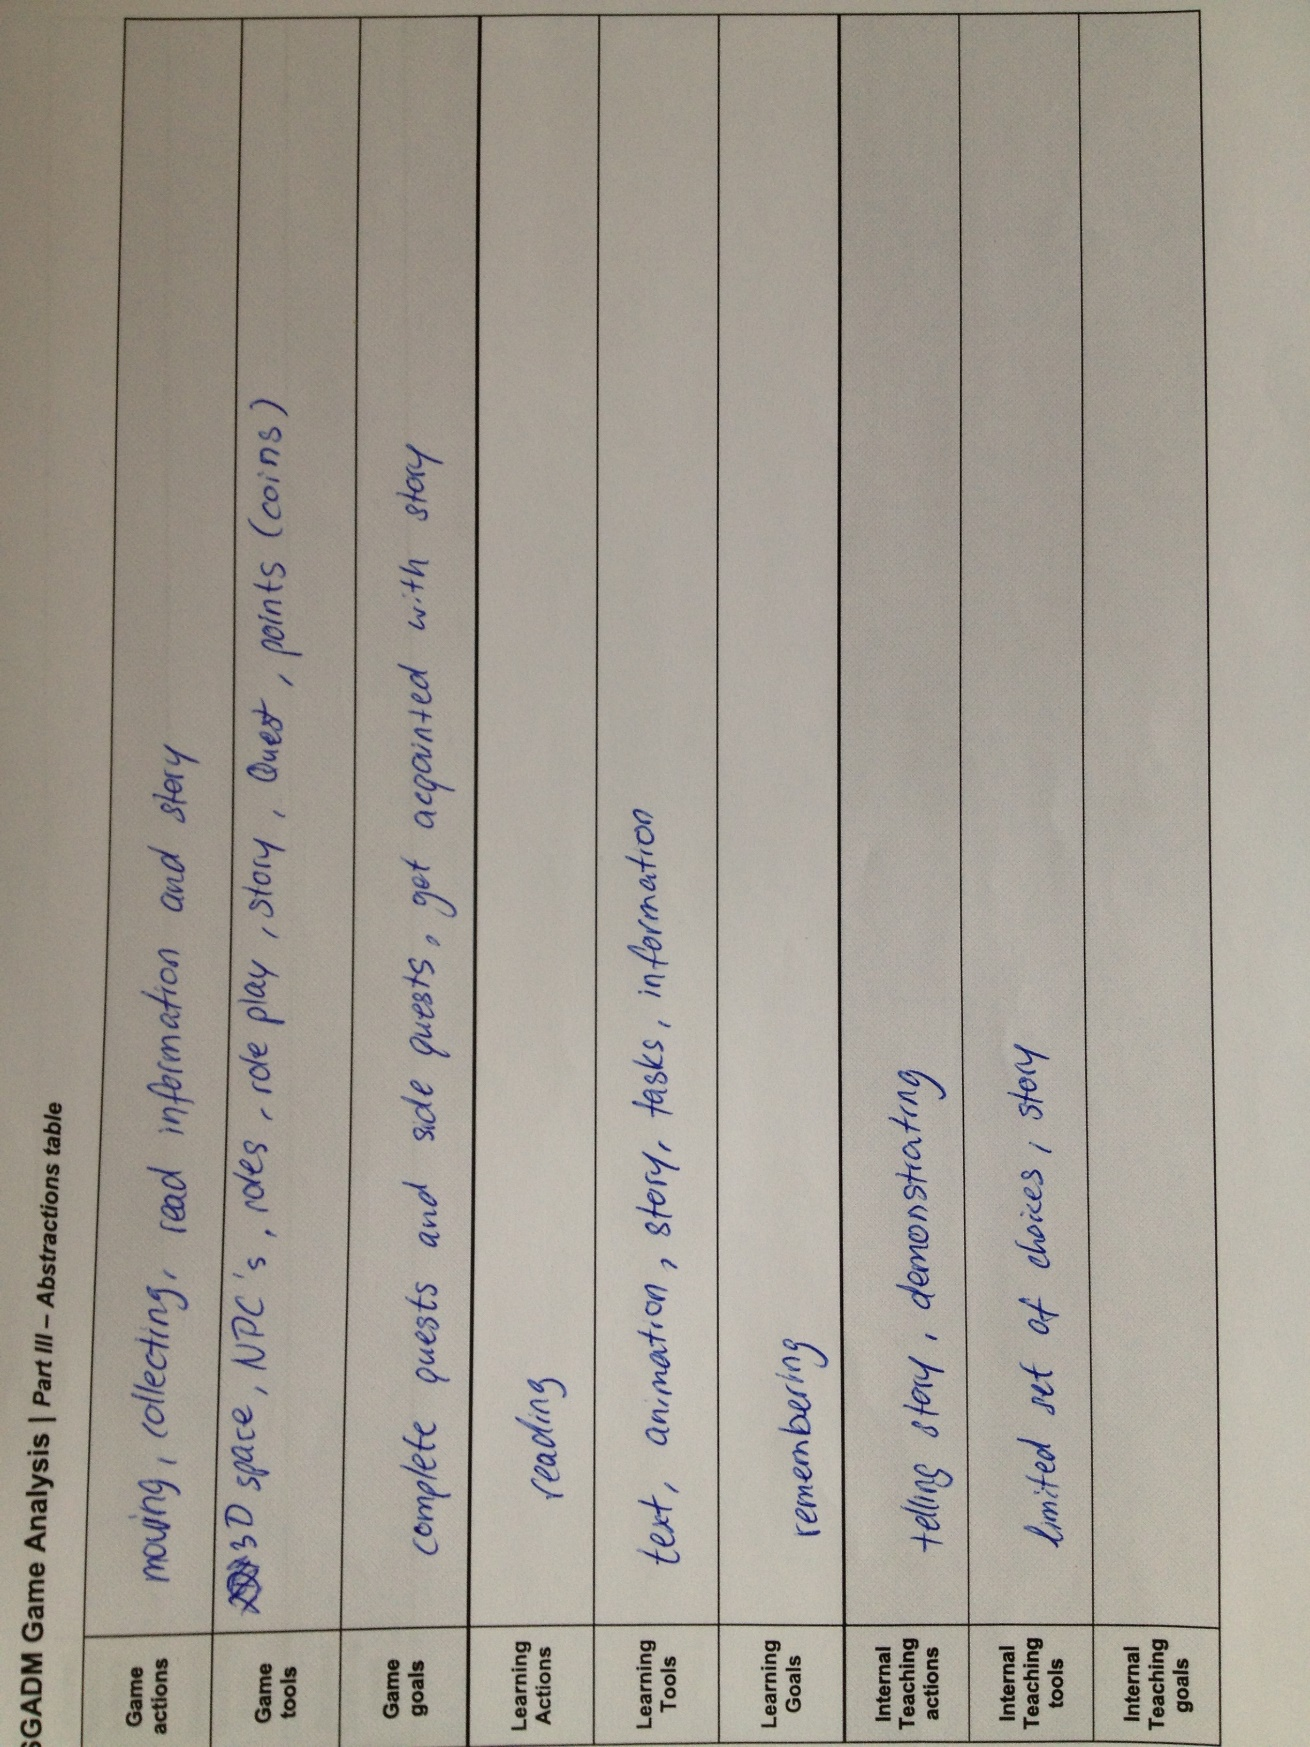 SGADM Game Analysis | Part III – Abstractions table
Game
actions
moving, collecting, read information and story
Game
tools
3D space, NPC's, roles, role play, story, Quest, points (coins)
Game
goals
complete quests and side quests, get acqainted with story
Learning
Actions
reading
Learning
Tools
text, animation, story, tasks, information
Learning
Goals
remembering
Internal
Teaching
actions
telling story, demonstrating
Internal
Teaching
tools
limited set of choices, story
Internal
Teaching
goals